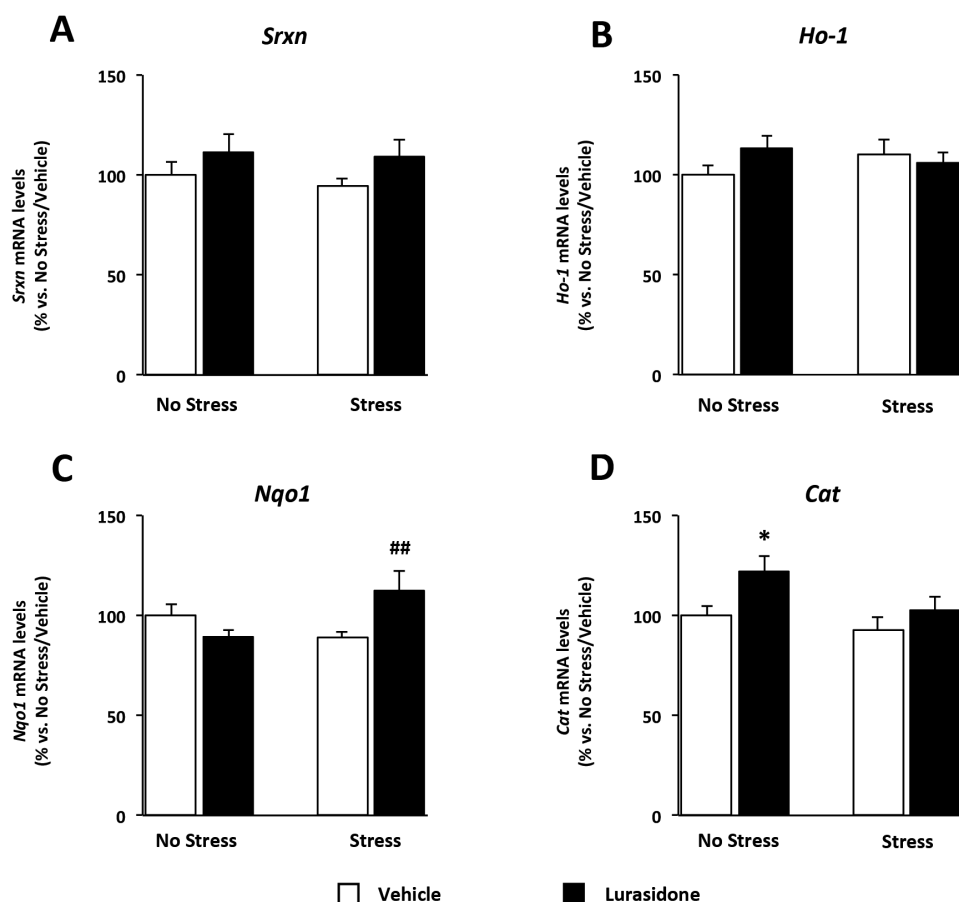 A
Srxn
Srxn mRNA levels
(% vs. No Stress/Vehicle)
150
100
50
0
No Stress
Stress
B
Ho-1
Ho-1 mRNA levels
(% vs. No Stress/Vehicle)
150
100
50
0
No Stress
Stress
C
Nqo1
Nqo1 mRNA levels
(% vs. No Stress/Vehicle)
150
100
50
0
##
No Stress
Stress
D
Cat
Cat mRNA levels
(% vs. No Stress/Vehicle)
150
100
50
0
*
No Stress
Stress
Vehicle
Lurasidone